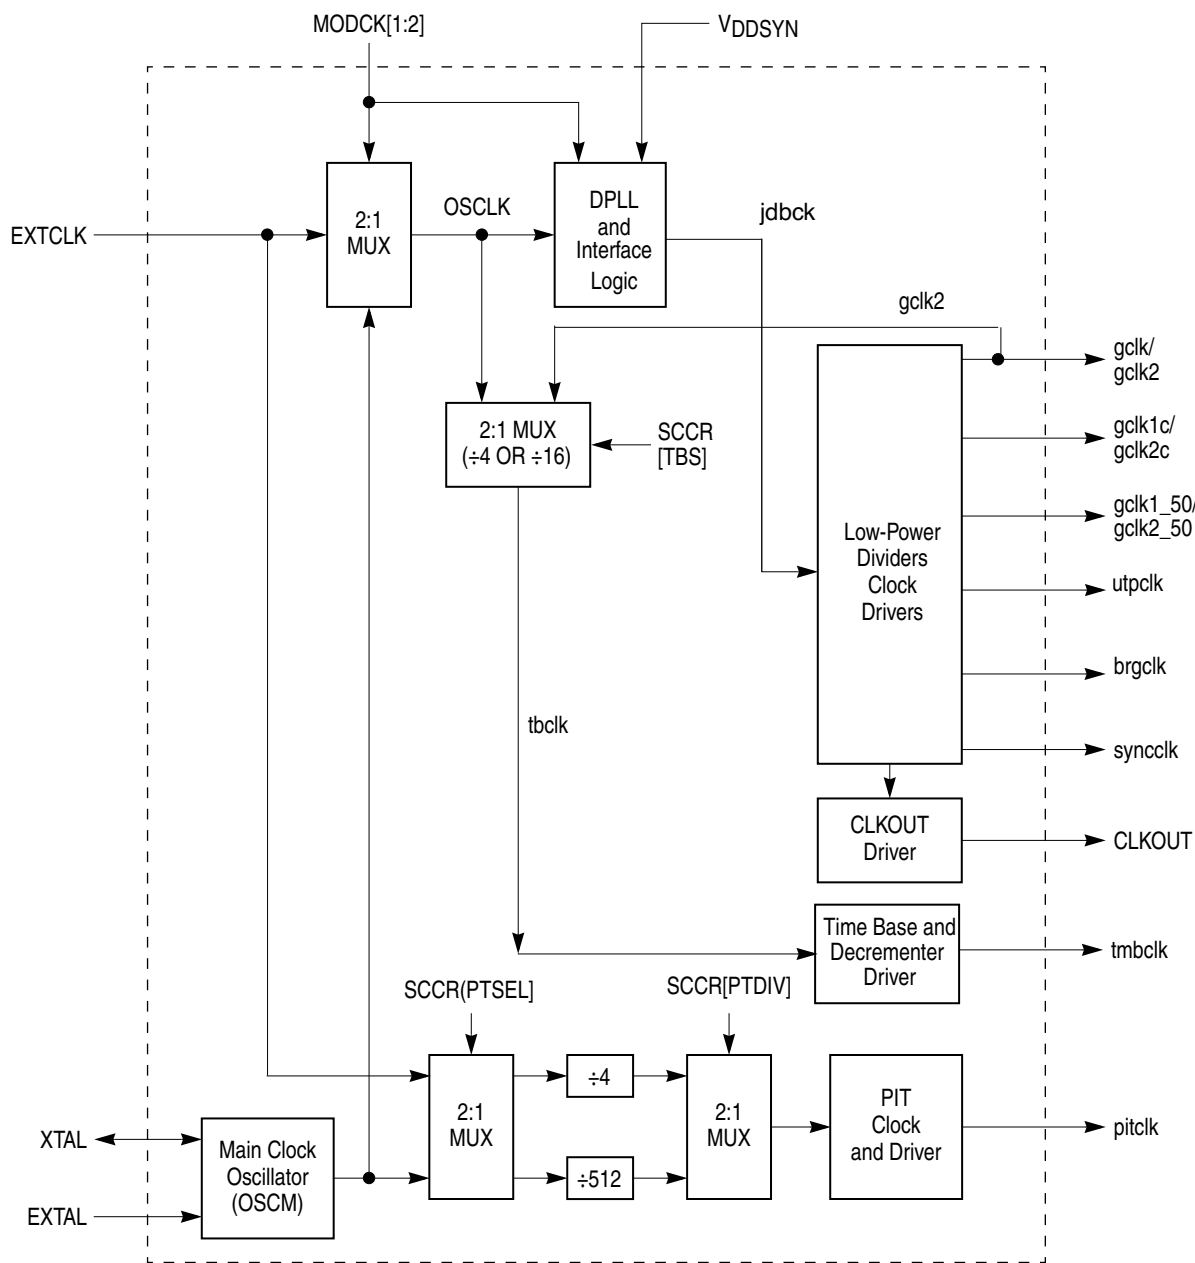 MODCK[1:2]
VDDSYN
EXTCLK
2:1
MUX
OSCLK
DPLL
and
Interface
Logic
jdbck
gclk2
gclk/
gclk2
gclk1c/
gclk2c
gclk1_50/
gclk2_50
utpclk
brgclk
syncclk
2:1 MUX
(÷4 OR ÷16)
SCCR
[TBS]
Low-Power
Dividers
Clock
Drivers
tbclk
CLKOUT
Driver
CLKOUT
Time Base and
Decrementer
Driver
tmbclk
SCCR(PTSEL]
SCCR[PTDIV]
2:1
MUX
÷4
÷512
2:1
MUX
PIT
Clock
and Driver
pitclk
XTAL
EXTAL
Main Clock
Oscillator
(OSCM)